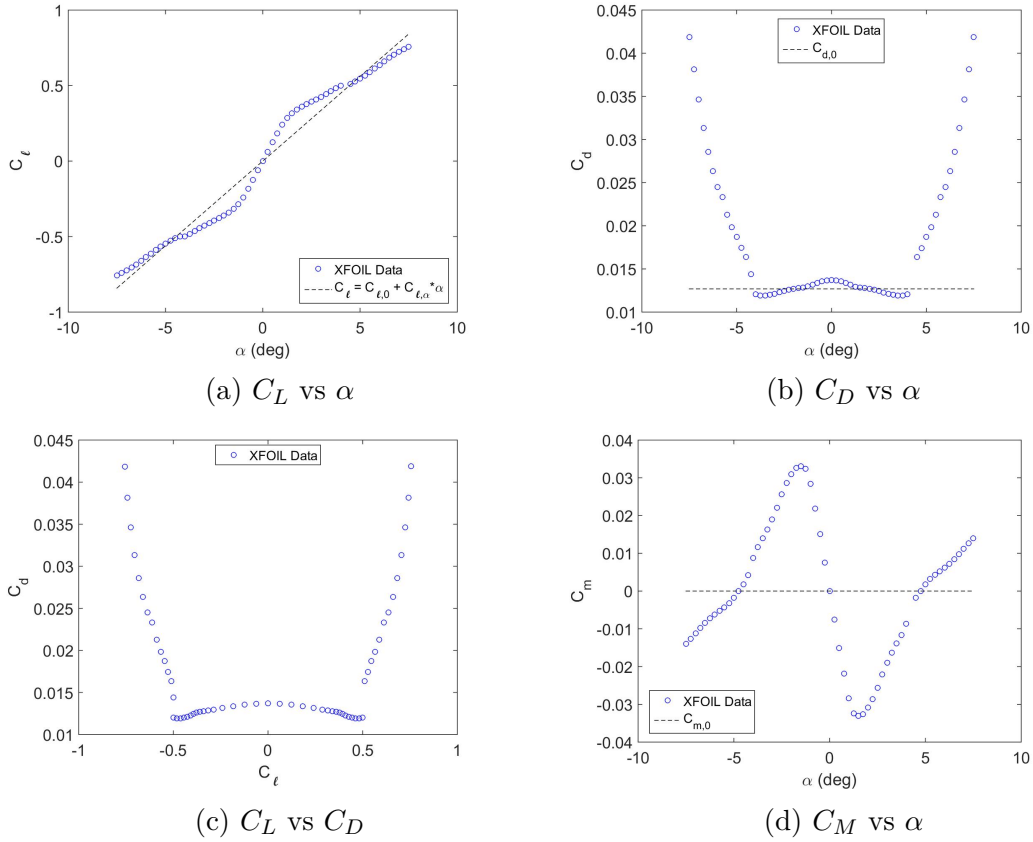 1
0.5
0
-0.5
-1
-10
-5
0
5
10
C_ℓ
α (deg)
XFOIL Data
C_ℓ = C_{ℓ,0} + C_{ℓ,α}*α
(a) C_L vs α
0.045
0.04
0.035
0.03
0.025
0.02
0.015
0.01
-10
-5
0
5
10
C_d
α (deg)
XFOIL Data
C_{d,0}
(b) C_D vs α
0.045
0.04
0.035
0.03
0.025
0.02
0.015
0.01
-1
-0.5
0
0.5
1
C_d
C_ℓ
XFOIL Data
(c) C_L vs C_D
0.04
0.03
0.02
0.01
0
-0.01
-0.02
-0.03
-0.04
-10
-5
0
5
10
C_m
α (deg)
XFOIL Data
C_{m,0}
(d) C_M vs α